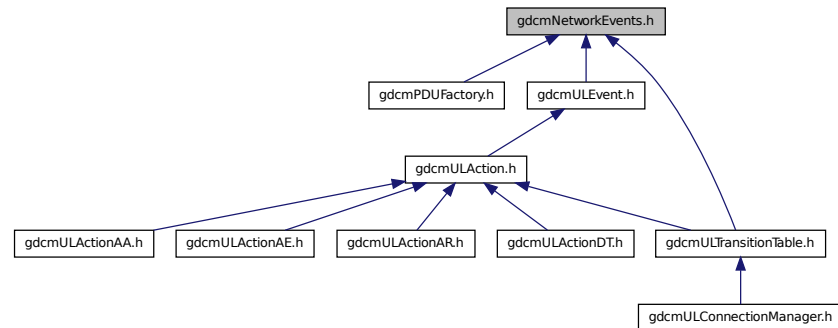 gdcmNetworkEvents.h
gdcmPDUFactory.h
gdcmULEvent.h
gdcmULAction.h
gdcmULActionAA.h
gdcmULActionAE.h
gdcmULActionAR.h
gdcmULActionDT.h
gdcmULTransitionTable.h
gdcmULConnectionManager.h